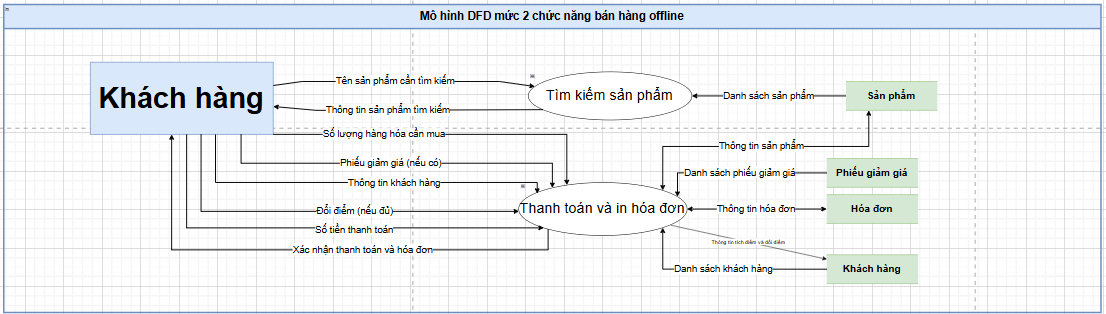 Mô hình DFD mức 2 chức năng bán hàng offline
Khách hàng
Tên sản phẩm cần tìm kiếm
Tìm kiếm sản phẩm
Danh sách sản phẩm
Sản phẩm
Thông tin sản phẩm tìm kiếm
Số lượng hàng hóa cần mua
Thông tin sản phẩm
Phiếu giảm giá (nếu có)
Danh sách phiếu giảm giá
Phiếu giảm giá
Thông tin khách hàng
Đổi điểm (nếu đủ)
Thanh toán và in hóa đơn
Thông tin hóa đơn
Hóa đơn
Số tiền thanh toán
Thông tin tích điểm và đổi điểm
Xác nhận thanh toán và hóa đơn
Danh sách khách hàng
Khách hàng